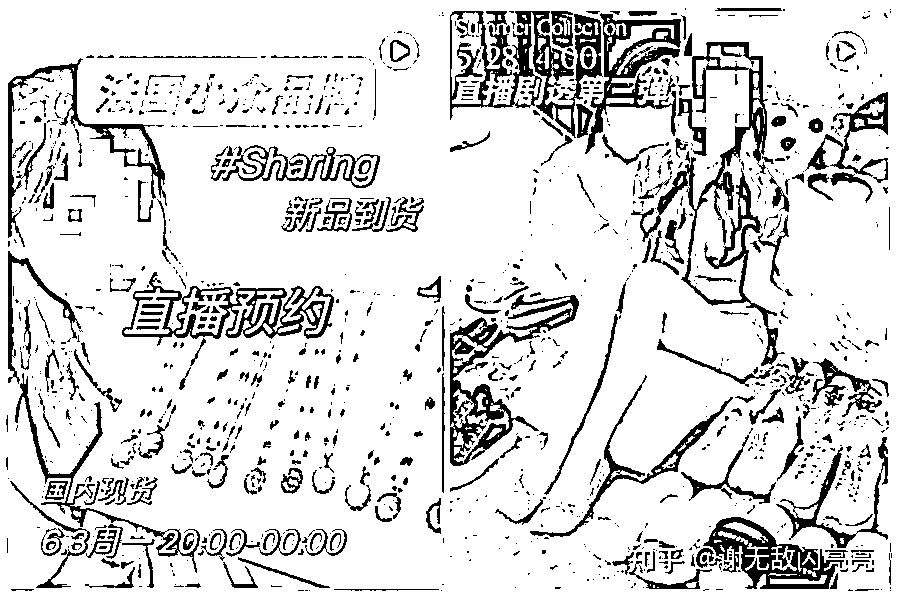 法国小众品牌
#Sharing
新品到货
直播预约
国内现货
6.3周一 20:00-00:00
Summer Collection
5/28 14:00
直播剧透第二弹
知乎 @谢无敌闪亮亮